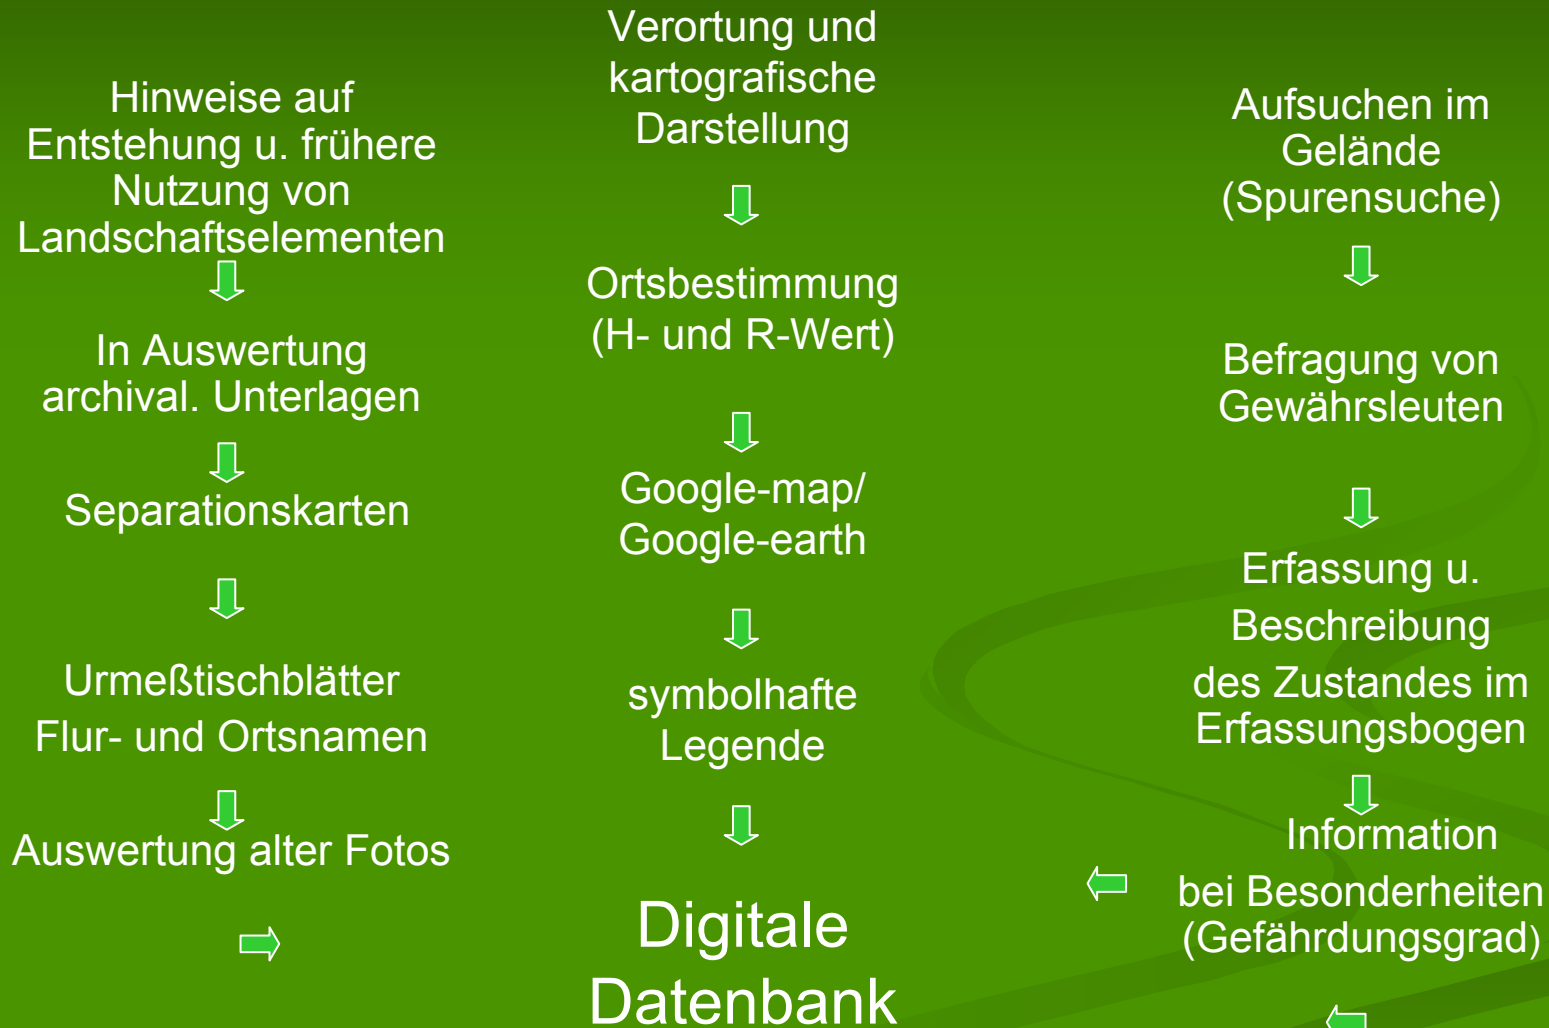 Hinweise auf
Entstehung u. frühere
Nutzung von
Landschaftselementen
In Auswertung
archival. Unterlagen
Separationskarten
Urmeßtischblätter
Flur- und Ortsnamen
Auswertung alter Fotos
Verortung und
kartografische
Darstellung
Ortsbestimmung
(H- und R-Wert)
Google-map/
Google-earth
symbolhafte
Legende
Digitale
Datenbank
Aufsuchen im
Gelände
(Spurensuche)
Befragung von
Gewährsleuten
Erfassung u.
Beschreibung
des Zustandes im
Erfassungsbogen
Information
bei Besonderheiten
(Gefährdungsgrad)